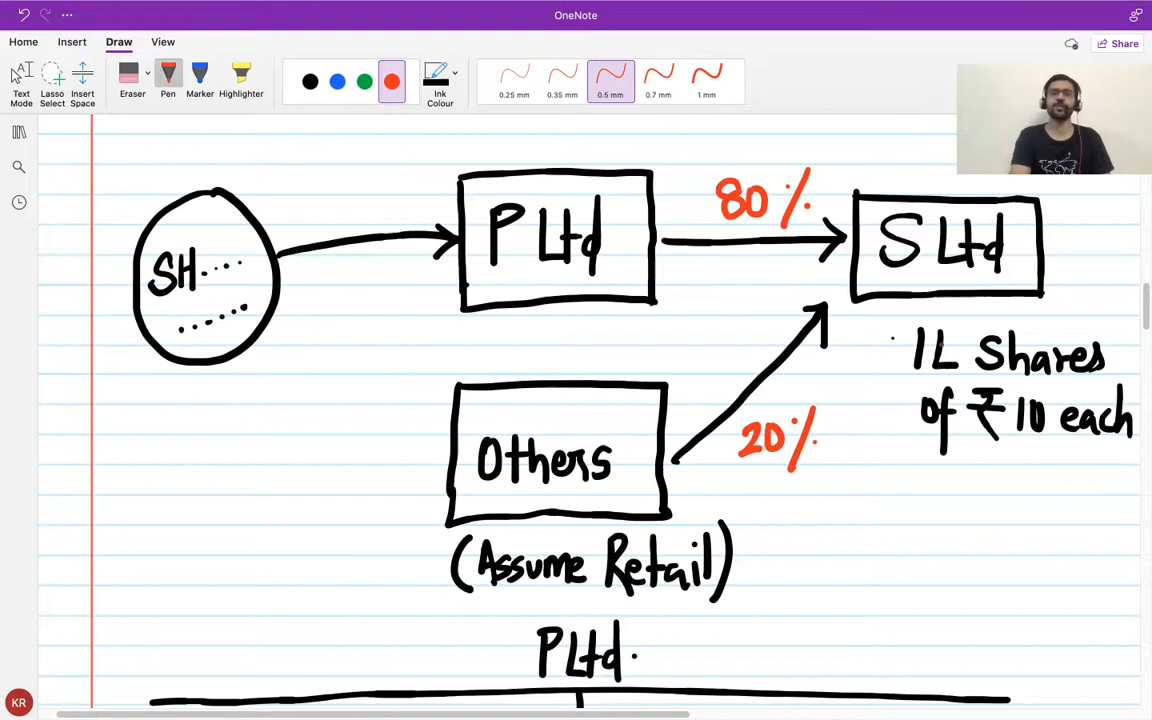 OneNote
Home Insert Draw View
Share
Text Mode
Lasso Select
Insert Space
Eraser
Pen
Marker
Highlighter
Ink Colour
0.25 mm
0.35 mm
0.5 mm
0.7 mm
1 mm
SH.....
P Ltd
80%
S Ltd
1L Shares
of ₹10 each
Others
20%
(Assume Retail)
P Ltd.
KR